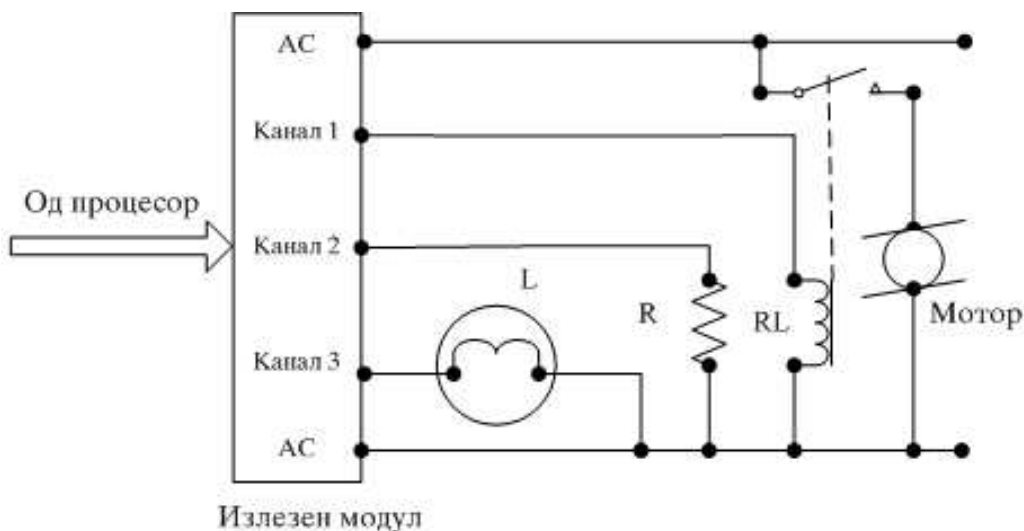 AC
Канал 1
Од процесор
Канал 2
L
R
RL
Мотор
Канал 3
AC
Излезен модул